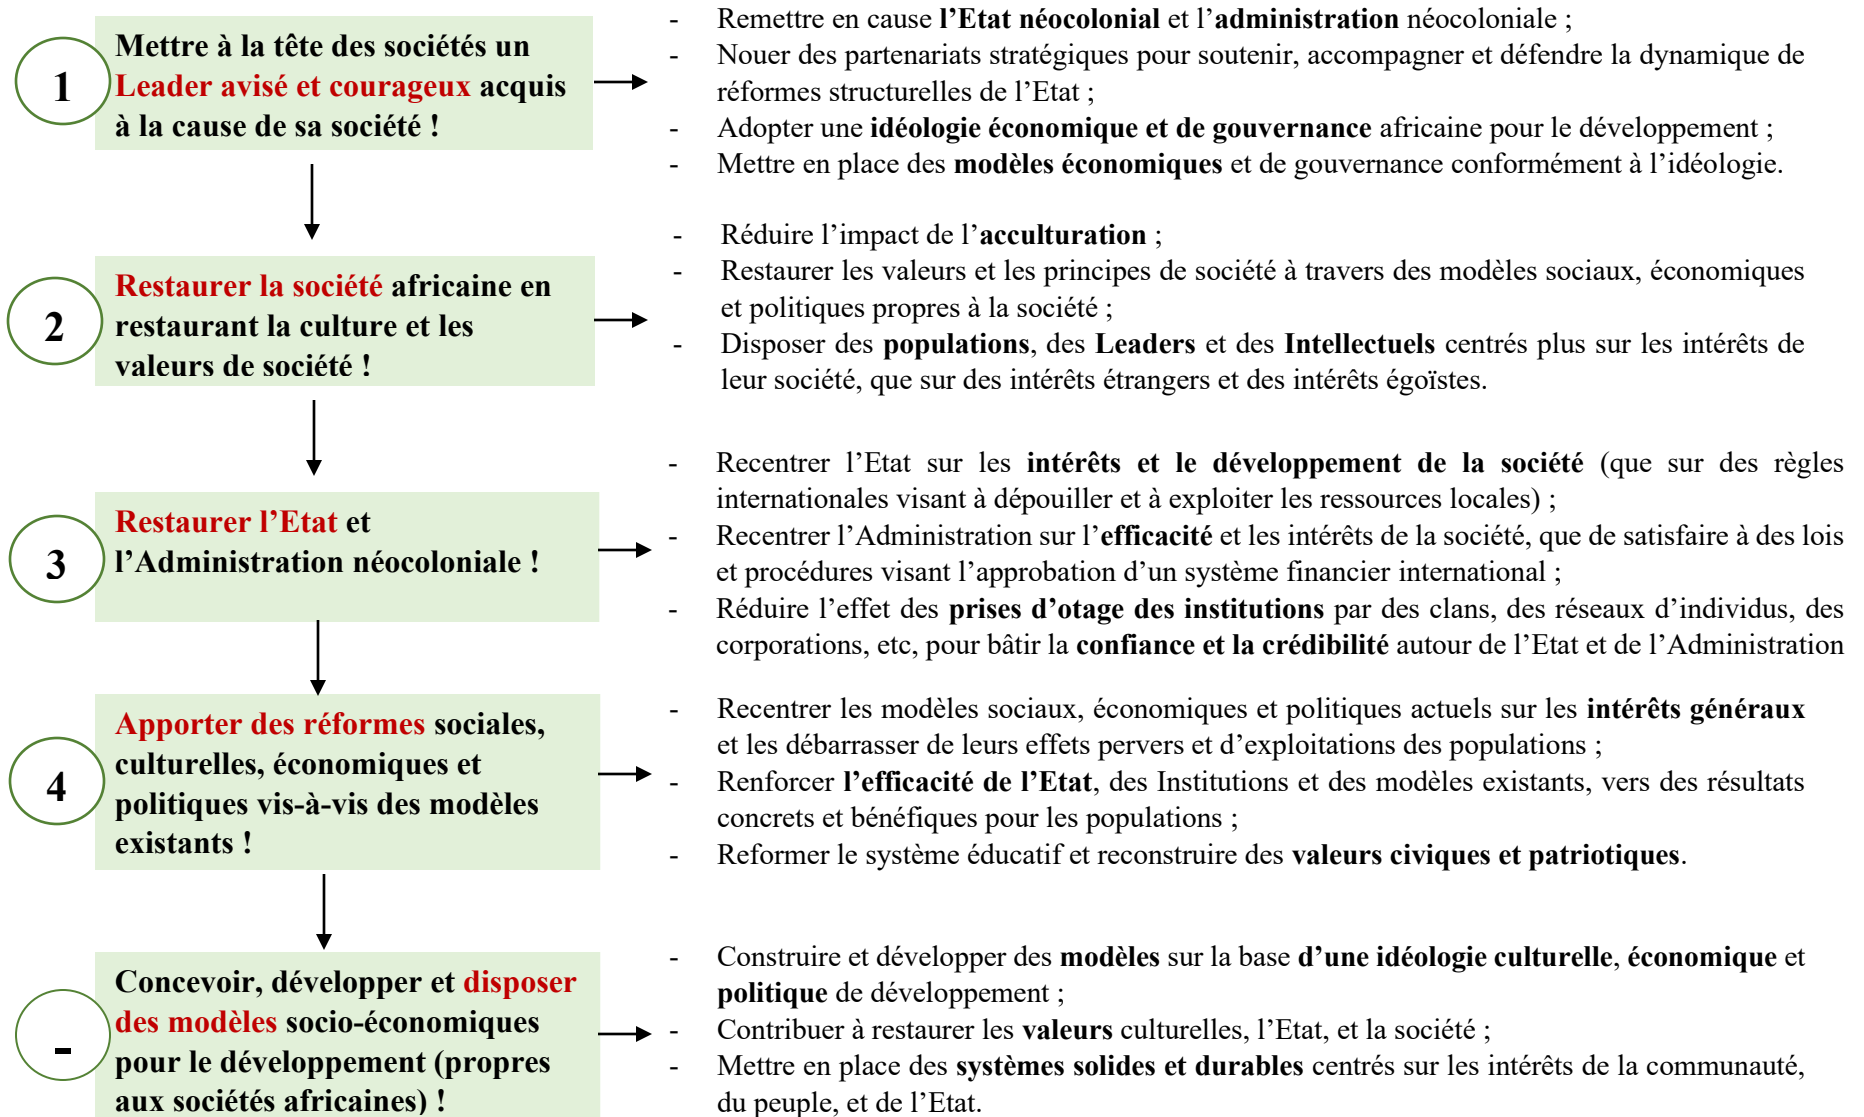 1
Mettre à la tête des sociétés un
Leader avisé et courageux acquis
à la cause de sa société !
- Remettre en cause l’Etat néocolonial et l’administration néocoloniale ;
- Nouer des partenariats stratégiques pour soutenir, accompagner et défendre la dynamique de
réformes structurelles de l’Etat ;
- Adopter une idéologie économique et de gouvernance africaine pour le développement ;
- Mettre en place des modèles économiques et de gouvernance conformément à l’idéologie.
2
Restaurer la société africaine en
restaurant la culture et les
valeurs de société !
- Réduire l’impact de l’acculturation ;
- Restaurer les valeurs et les principes de société à travers des modèles sociaux, économiques
et politiques propres à la société ;
- Disposer des populations, des Leaders et des Intellectuels centrés plus sur les intérêts de
leur société, que sur des intérêts étrangers et des intérêts égoïstes.
3
Restaurer l’Etat et
l’Administration néocoloniale !
- Recentrer l’Etat sur les intérêts et le développement de la société (que sur des règles
internationales visant à dépouiller et à exploiter les ressources locales) ;
- Recentrer l’Administration sur l’efficacité et les intérêts de la société, que de satisfaire à des lois
et procédures visant l’approbation d’un système financier international ;
- Réduire l’effet des prises d’otage des institutions par des clans, des réseaux d’individus, des
corporations, etc, pour bâtir la confiance et la crédibilité autour de l’Etat et de l’Administration
4
Apporter des réformes sociales,
culturelles, économiques et
politiques vis-à-vis des modèles
existants !
- Recentrer les modèles sociaux, économiques et politiques actuels sur les intérêts généraux
et les débarrasser de leurs effets pervers et d’exploitations des populations ;
- Renforcer l’efficacité de l’Etat, des Institutions et des modèles existants, vers des résultats
concrets et bénéfiques pour les populations ;
- Reformer le système éducatif et reconstruire des valeurs civiques et patriotiques.
-
Concevoir, développer et disposer
des modèles socio-économiques
pour le développement (propres
aux sociétés africaines) !
- Construire et développer des modèles sur la base d’une idéologie culturelle, économique et
politique de développement ;
- Contribuer à restaurer les valeurs culturelles, l’Etat, et la société ;
- Mettre en place des systèmes solides et durables centrés sur les intérêts de la communauté,
du peuple, et de l’Etat.